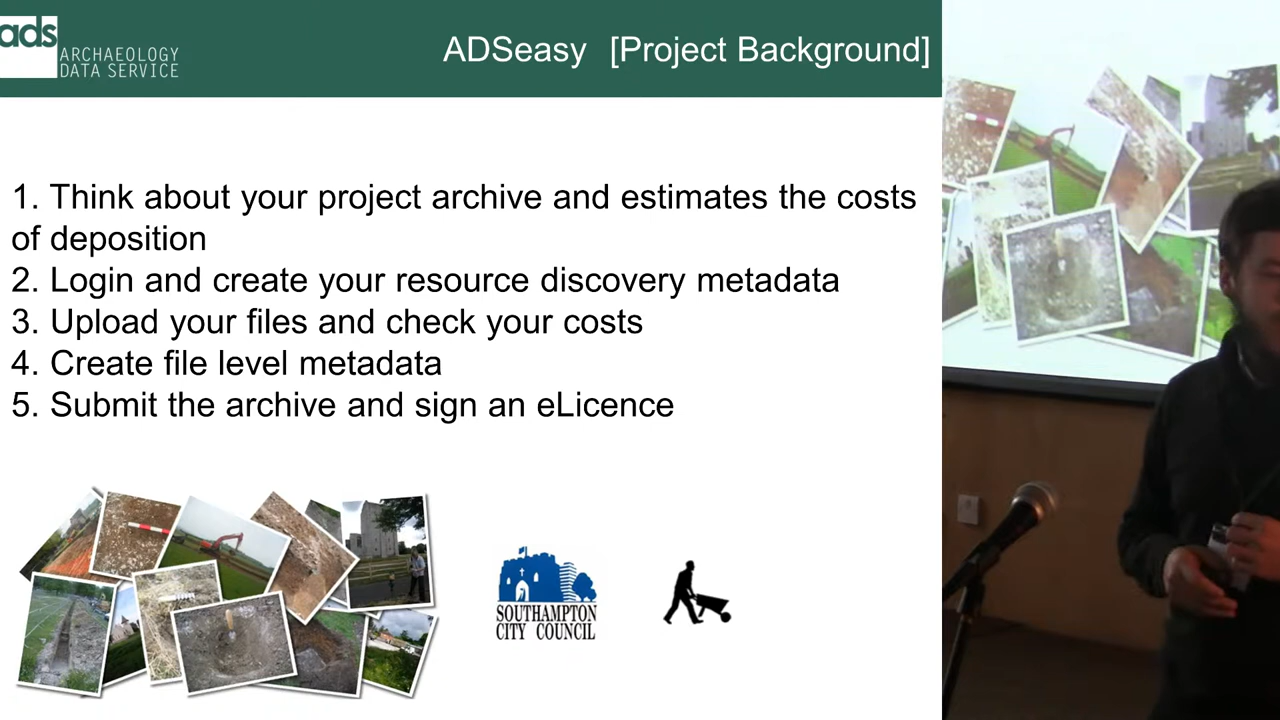 ads
ARCHAEOLOGY
DATA SERVICE
ADSeasy [Project Background]
1. Think about your project archive and estimates the costs
of deposition
2. Login and create your resource discovery metadata
3. Upload your files and check your costs
4. Create file level metadata
5. Submit the archive and sign an eLicence
SOUTHAMPTON
CITY COUNCIL